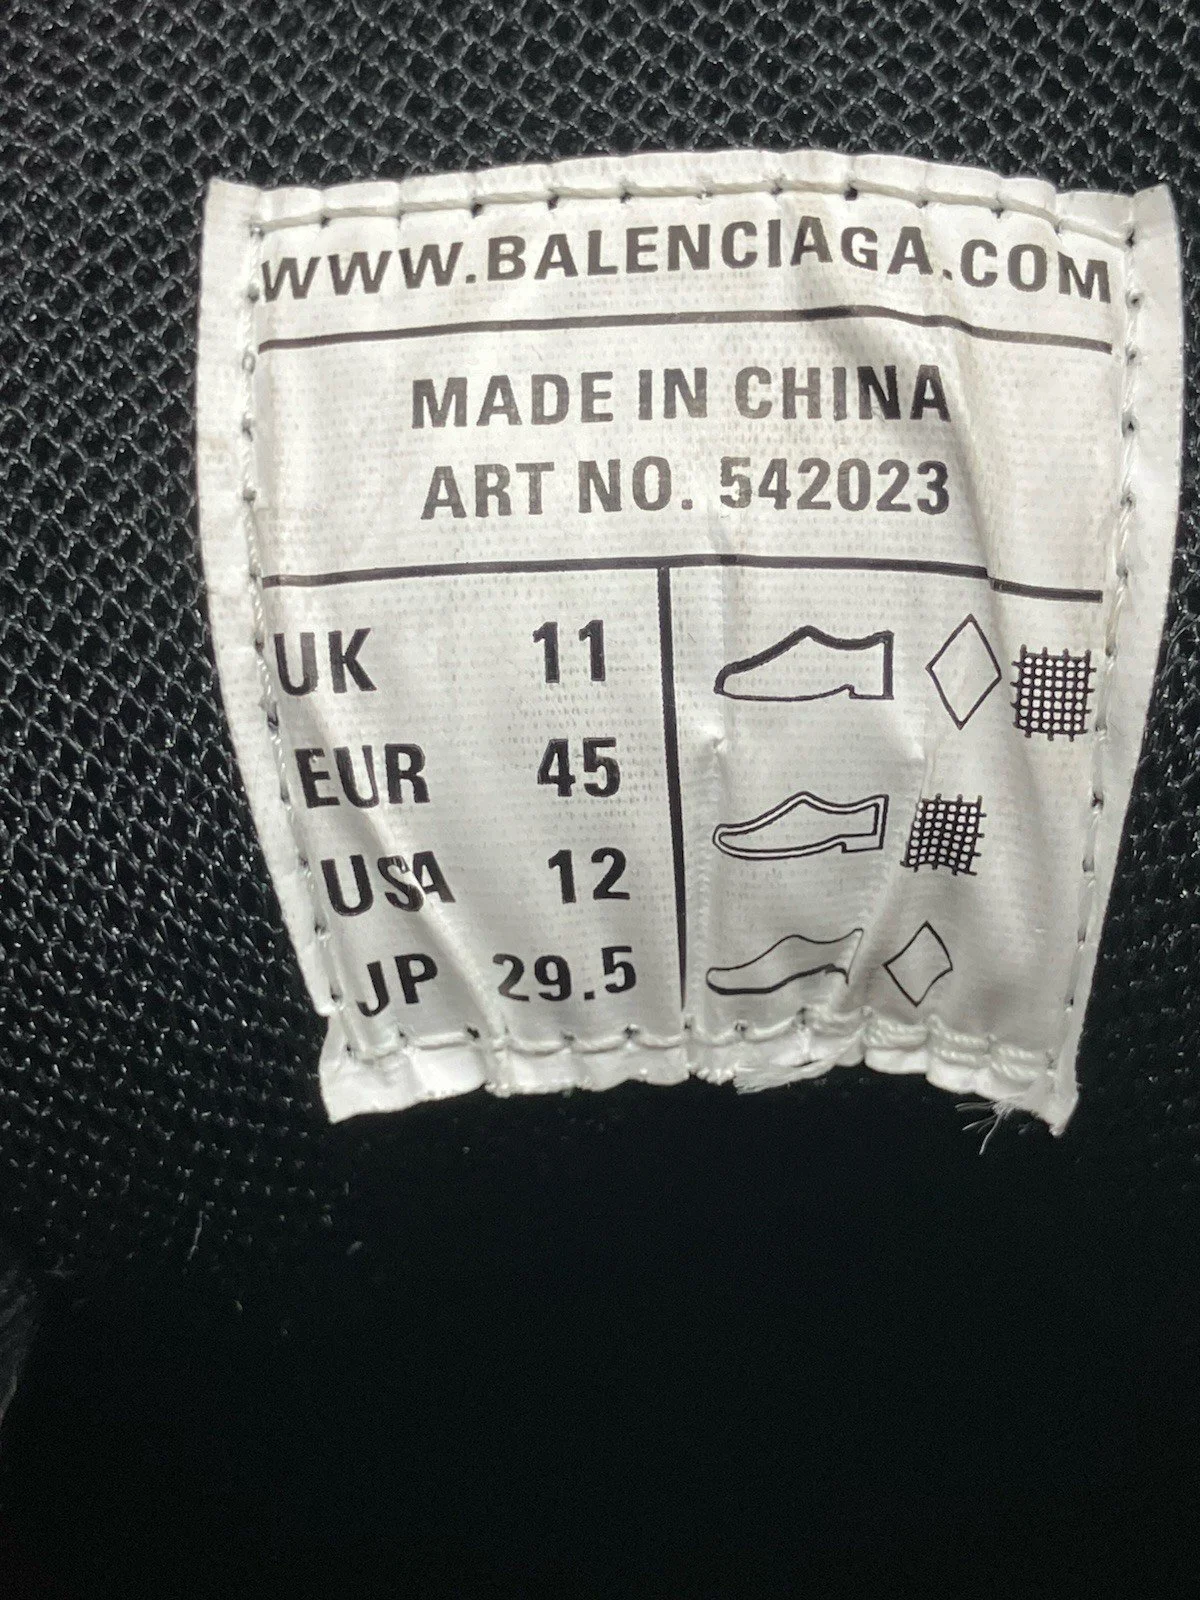 WWW.BALENCIAGA.COM
MADE IN CHINA
ART NO. 542023
UK 11
EUR 45
USA 12
JP 29.5